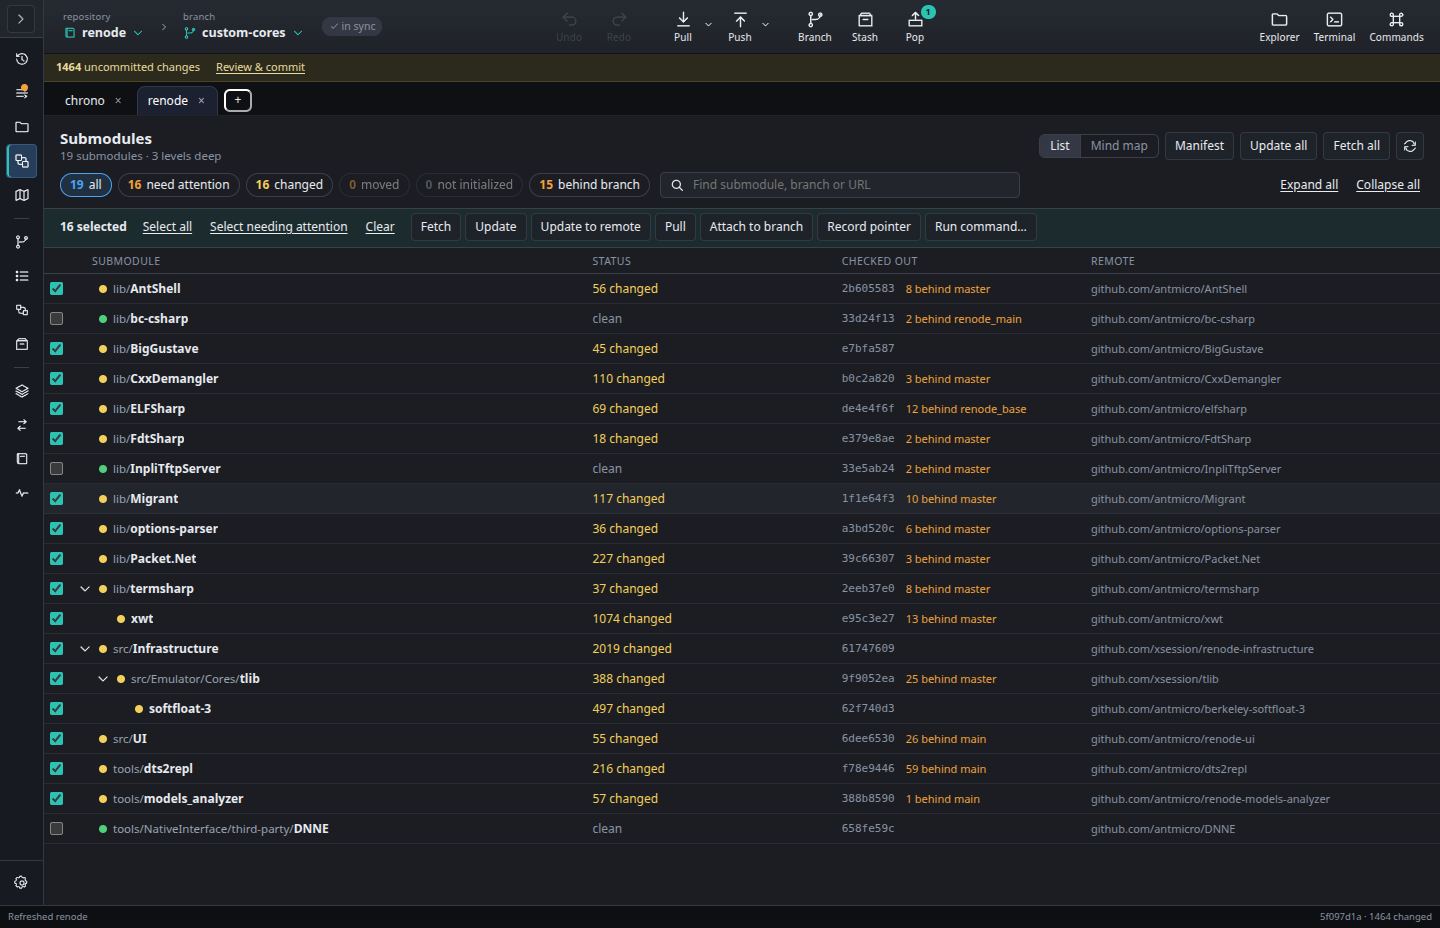 repository
renode
branch
custom-cores
in sync
Undo
Redo
Pull
Push
Branch
Stash
Pop
1
Explorer
Terminal
Commands
1464 uncommitted changes Review & commit
chrono ×
renode ×
+
Submodules
19 submodules · 3 levels deep
List
Mind map
Manifest
Update all
Fetch all
19 all
16 need attention
16 changed
0 moved
0 not initialized
15 behind branch
Find submodule, branch or URL
Expand all
Collapse all
16 selected
Select all
Select needing attention
Clear
Fetch
Update
Update to remote
Pull
Attach to branch
Record pointer
Run command...
SUBMODULE STATUS CHECKED OUT REMOTE
lib/AntShell 56 changed 2b605583 8 behind master github.com/antmicro/AntShell
lib/bc-csharp clean 33d24f13 2 behind renode_main github.com/antmicro/bc-csharp
lib/BigGustave 45 changed e7bfa587 github.com/antmicro/BigGustave
lib/CxxDemangler 110 changed b0c2a820 3 behind master github.com/antmicro/CxxDemangler
lib/ELFSharp 69 changed de4e4f6f 12 behind renode_base github.com/antmicro/elfsharp
lib/FdtSharp 18 changed e379e8ae 2 behind master github.com/antmicro/FdtSharp
lib/InpliTftpServer clean 33e5ab24 2 behind master github.com/antmicro/InpliTftpServer
lib/Migrant 117 changed 1f1e64f3 10 behind master github.com/antmicro/Migrant
lib/options-parser 36 changed a3bd520c 6 behind master github.com/antmicro/options-parser
lib/Packet.Net 227 changed 39c66307 3 behind master github.com/antmicro/Packet.Net
lib/termsharp 37 changed 2eeb37e0 8 behind master github.com/antmicro/termsharp
xwt 1074 changed e95c3e27 13 behind master github.com/antmicro/xwt
src/Infrastructure 2019 changed 61747609 github.com/xsession/renode-infrastructure
src/Emulator/Cores/tlib 388 changed 9f9052ea 25 behind master github.com/xsession/tlib
softfloat-3 497 changed 62f740d3 github.com/antmicro/berkeley-softfloat-3
src/UI 55 changed 6dee6530 26 behind main github.com/antmicro/renode-ui
tools/dts2repl 216 changed f78e9446 59 behind main github.com/antmicro/dts2repl
tools/models_analyzer 57 changed 388b8590 1 behind main github.com/antmicro/renode-models-analyzer
tools/NativeInterface/third-party/DNNE clean 658fe59c github.com/antmicro/DNNE
Refreshed renode
5f097d1a · 1464 changed